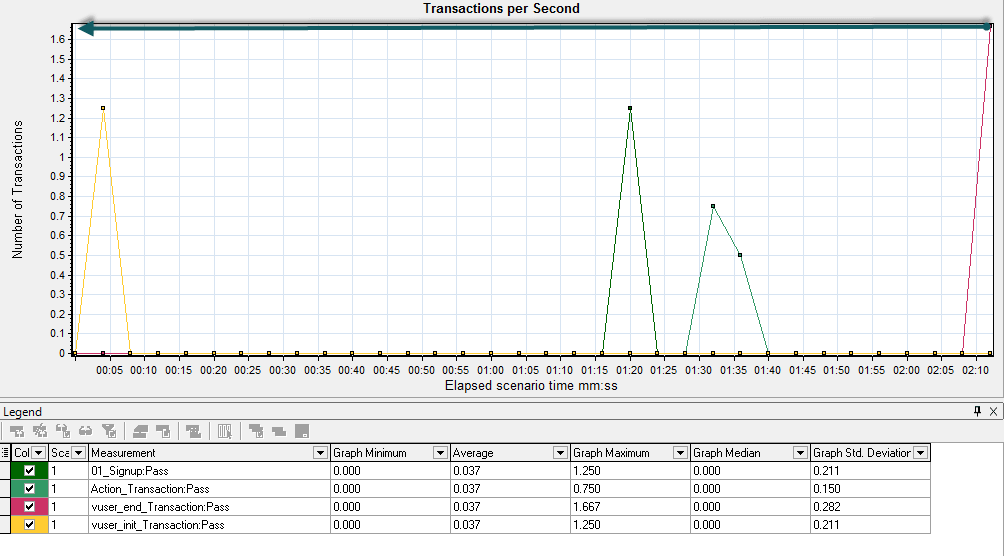 Transactions per Second
Number of Transactions
1.6
1.5
1.4
1.3
1.2
1.1
1
0.9
0.8
0.7
0.6
0.5
0.4
0.3
0.2
0.1
0
00:05 00:10 00:15 00:20 00:25 00:30 00:35 00:40 00:45 00:50 00:55 01:00 01:05 01:10 01:15 01:20 01:25 01:30 01:35 01:40 01:45 01:50 01:55 02:00 02:05 02:10
Elapsed scenario time mm:ss
Legend
Col Sca Measurement Graph Minimum Average Graph Maximum Graph Median Graph Std. Deviation
1 01_Signup:Pass 0.000 0.037 1.250 0.000 0.211
1 Action_Transaction:Pass 0.000 0.037 0.750 0.000 0.150
1 vuser_end_Transaction:Pass 0.000 0.037 1.667 0.000 0.282
1 vuser_init_Transaction:Pass 0.000 0.037 1.250 0.000 0.211